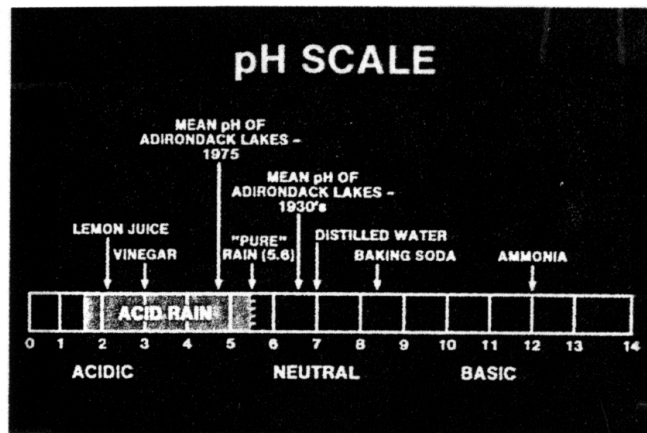 pH SCALE
MEAN pH OF
ADIRONDACK LAKES –
1975
MEAN pH OF
ADIRONDACK LAKES –
1930's
LEMON JUICE
VINEGAR
"PURE"
RAIN (5.6)
DISTILLED WATER
BAKING SODA
AMMONIA
ACID RAIN
0 1 2 3 4 5 6 7 8 9 10 11 12 13 14
ACIDIC NEUTRAL BASIC